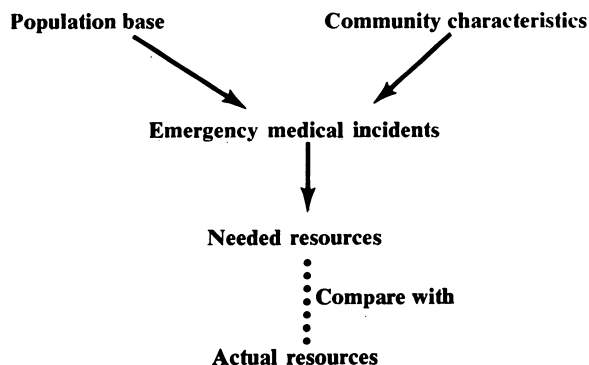 Population base
Community characteristics
Emergency medical incidents
Needed resources
Compare with
Actual resources